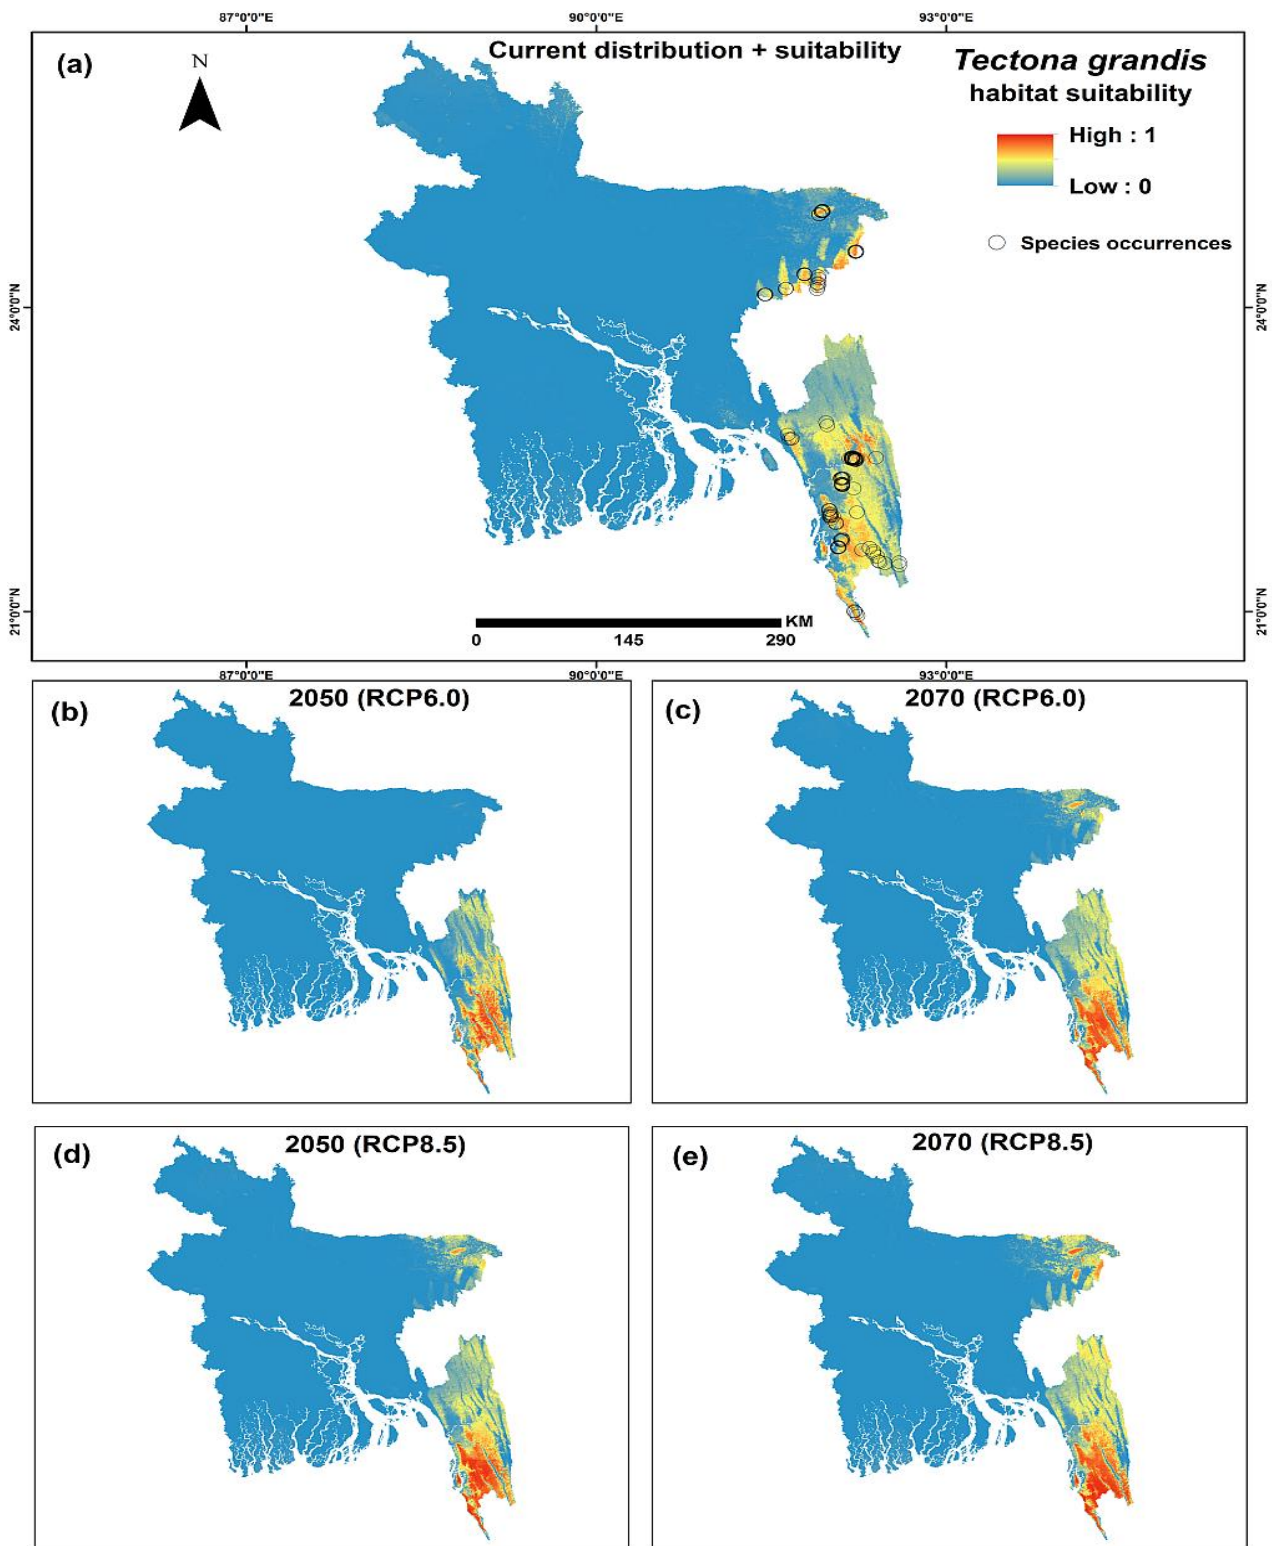 87°0'0"E 90°0'0"E 93°0'0"E
(a)
Current distribution + suitability
N
Tectona grandis
habitat suitability
High : 1
Low : 0
Species occurrences
24°0'0"N
24°0'0"N
21°0'0"N
21°0'0"N
KM
0 145 290
87°0'0"E 90°0'0"E 93°0'0"E
(b)
2050 (RCP6.0)
(c)
2070 (RCP6.0)
(d)
2050 (RCP8.5)
(e)
2070 (RCP8.5)